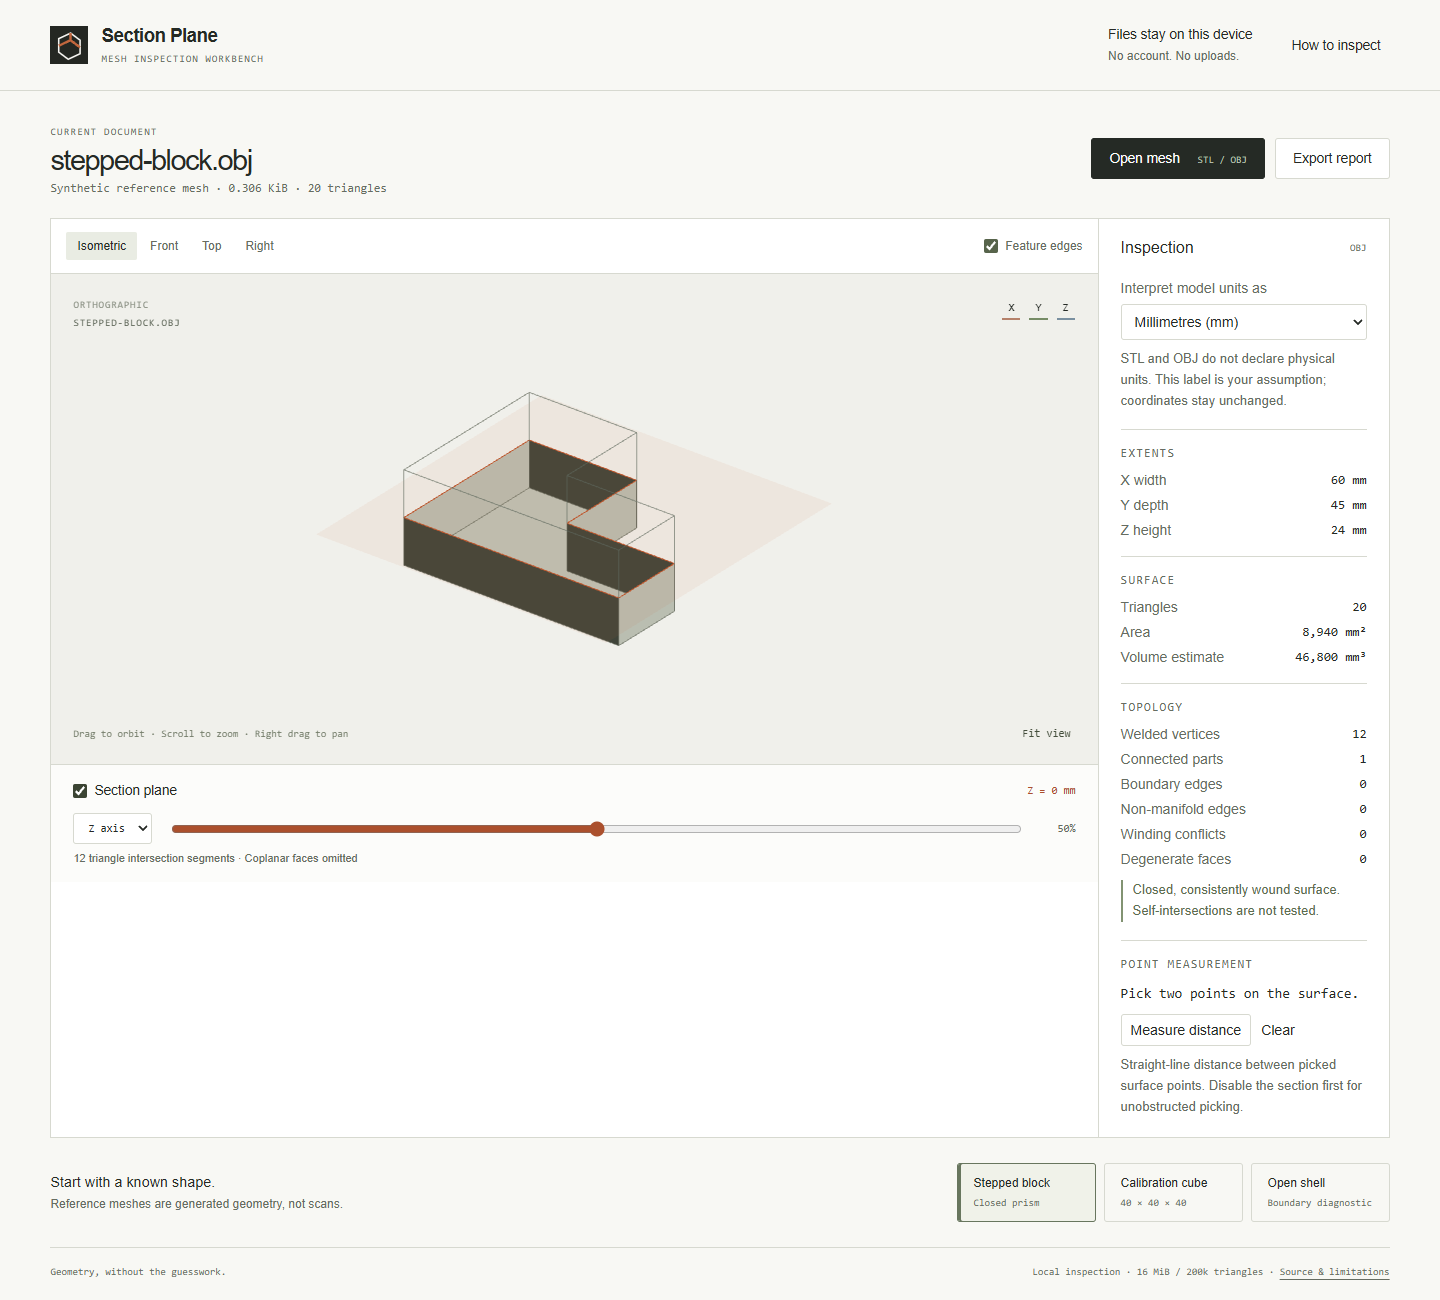 Section Plane
MESH INSPECTION WORKBENCH
Files stay on this device
No account. No uploads.
How to inspect
CURRENT DOCUMENT
stepped-block.obj
Synthetic reference mesh · 0.306 KiB · 20 triangles
Open mesh STL / OBJ
Export report
Isometric Front Top Right
Feature edges
ORTHOGRAPHIC
STEPPED-BLOCK.OBJ
X Y Z
Drag to orbit · Scroll to zoom · Right drag to pan
Fit view
Section plane
Z = 0 mm
Z axis
50%
12 triangle intersection segments · Coplanar faces omitted
Inspection OBJ
Interpret model units as
Millimetres (mm)
STL and OBJ do not declare physical
units. This label is your assumption;
coordinates stay unchanged.
EXTENTS
X width 60 mm
Y depth 45 mm
Z height 24 mm
SURFACE
Triangles 20
Area 8,940 mm²
Volume estimate 46,800 mm³
TOPOLOGY
Welded vertices 12
Connected parts 1
Boundary edges 0
Non-manifold edges 0
Winding conflicts 0
Degenerate faces 0
Closed, consistently wound surface.
Self-intersections are not tested.
POINT MEASUREMENT
Pick two points on the surface.
Measure distance Clear
Straight-line distance between picked
surface points. Disable the section first for
unobstructed picking.
Start with a known shape.
Reference meshes are generated geometry, not scans.
Stepped block
Closed prism
Calibration cube
40 × 40 × 40
Open shell
Boundary diagnostic
Geometry, without the guesswork.
Local inspection · 16 MiB / 200k triangles · Source & limitations